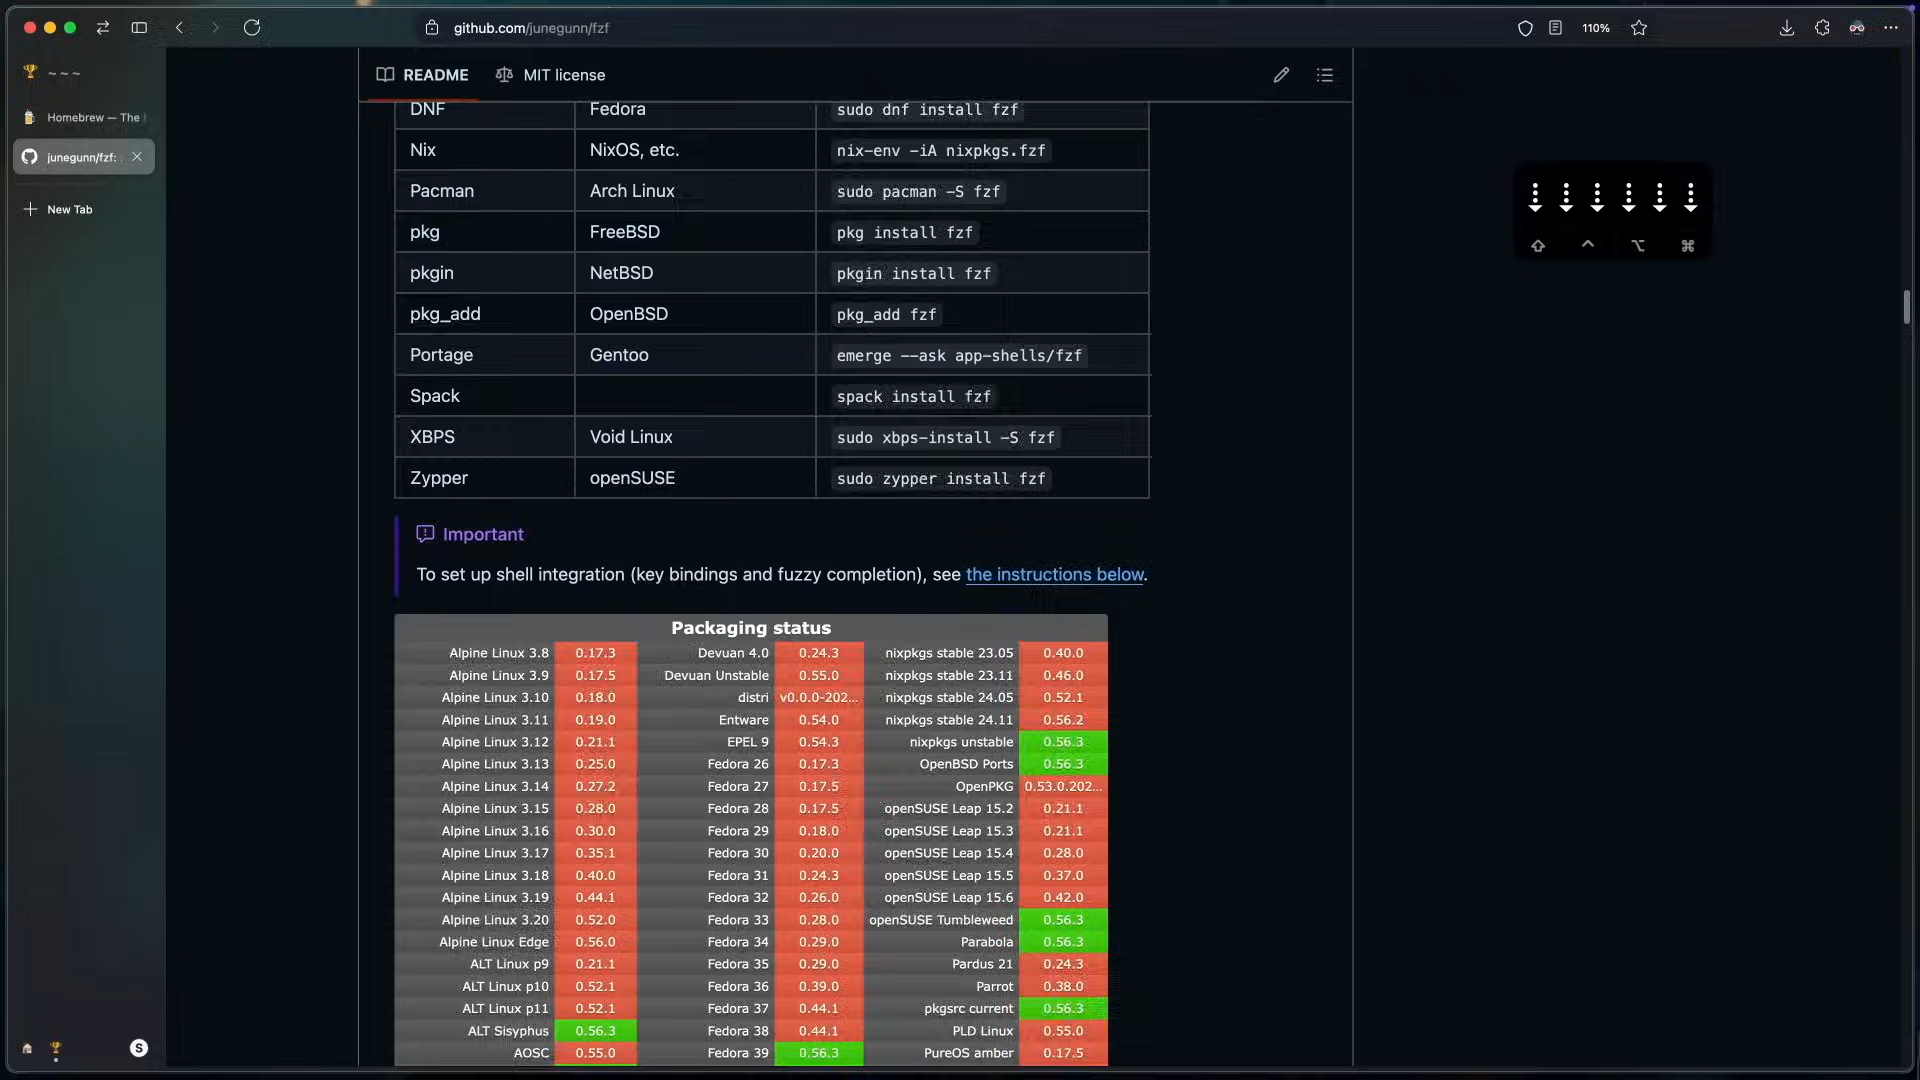 github.com/junegunn/fzf
110%
~ ~ ~
Homebrew — The
junegunn/fzf:
New Tab
S
README
MIT license
DNF Fedora sudo dnf install fzf
Nix NixOS, etc. nix-env -iA nixpkgs.fzf
Pacman Arch Linux sudo pacman -S fzf
pkg FreeBSD pkg install fzf
pkgin NetBSD pkgin install fzf
pkg_add OpenBSD pkg_add fzf
Portage Gentoo emerge --ask app-shells/fzf
Spack spack install fzf
XBPS Void Linux sudo xbps-install -S fzf
Zypper openSUSE sudo zypper install fzf
Important
To set up shell integration (key bindings and fuzzy completion), see the instructions below.
Packaging status
Alpine Linux 3.8 0.17.3 Devuan 4.0 0.24.3 nixpkgs stable 23.05 0.40.0
Alpine Linux 3.9 0.17.5 Devuan Unstable 0.55.0 nixpkgs stable 23.11 0.46.0
Alpine Linux 3.10 0.18.0 distri v0.0.0-202... nixpkgs stable 24.05 0.52.1
Alpine Linux 3.11 0.19.0 Entware 0.54.0 nixpkgs stable 24.11 0.56.2
Alpine Linux 3.12 0.21.1 EPEL 9 0.54.3 nixpkgs unstable 0.56.3
Alpine Linux 3.13 0.25.0 Fedora 26 0.17.3 OpenBSD Ports 0.56.3
Alpine Linux 3.14 0.27.2 Fedora 27 0.17.5 OpenPKG 0.53.0.202...
Alpine Linux 3.15 0.28.0 Fedora 28 0.17.5 openSUSE Leap 15.2 0.21.1
Alpine Linux 3.16 0.30.0 Fedora 29 0.18.0 openSUSE Leap 15.3 0.21.1
Alpine Linux 3.17 0.35.1 Fedora 30 0.20.0 openSUSE Leap 15.4 0.28.0
Alpine Linux 3.18 0.40.0 Fedora 31 0.24.3 openSUSE Leap 15.5 0.37.0
Alpine Linux 3.19 0.44.1 Fedora 32 0.26.0 openSUSE Leap 15.6 0.42.0
Alpine Linux 3.20 0.52.0 Fedora 33 0.28.0 openSUSE Tumbleweed 0.56.3
Alpine Linux Edge 0.56.0 Fedora 34 0.29.0 Parabola 0.56.3
ALT Linux p9 0.21.1 Fedora 35 0.29.0 Pardus 21 0.24.3
ALT Linux p10 0.52.1 Fedora 36 0.39.0 Parrot 0.38.0
ALT Linux p11 0.52.1 Fedora 37 0.44.1 pkgsrc current 0.56.3
ALT Sisyphus 0.56.3 Fedora 38 0.44.1 PLD Linux 0.55.0
AOSC 0.55.0 Fedora 39 0.56.3 PureOS amber 0.17.5